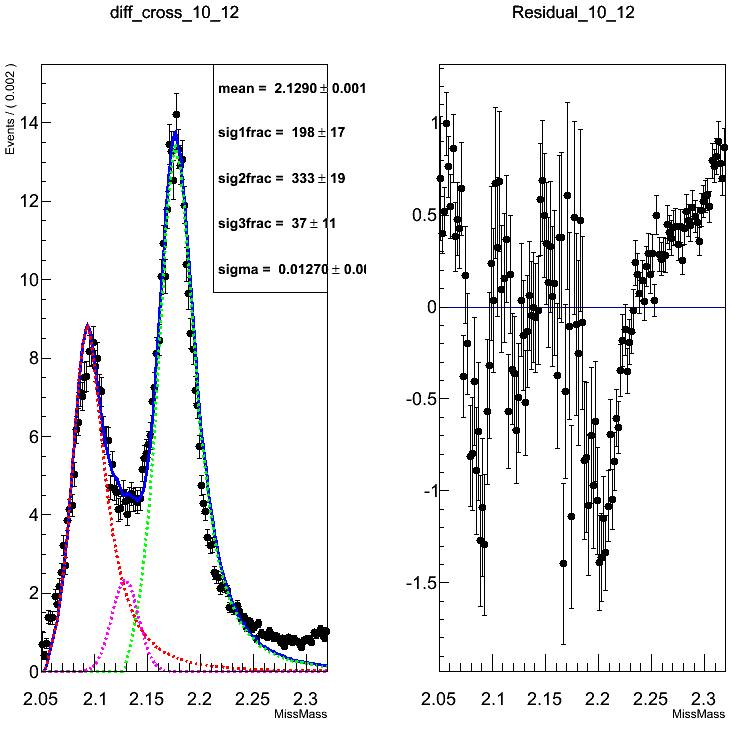 diff_cross_10_12
Events / ( 0.002 )
14
12
10
8
6
4
2
0
2.05
2.1
2.15
2.2
2.25
2.3
MissMass
mean = 2.1290 ± 0.001
sig1frac = 198 ± 17
sig2frac = 333 ± 19
sig3frac = 37 ± 11
sigma = 0.01270 ± 0.00
Residual_10_12
1
0.5
0
-0.5
-1
-1.5
2.05
2.1
2.15
2.2
2.25
2.3
MissMass